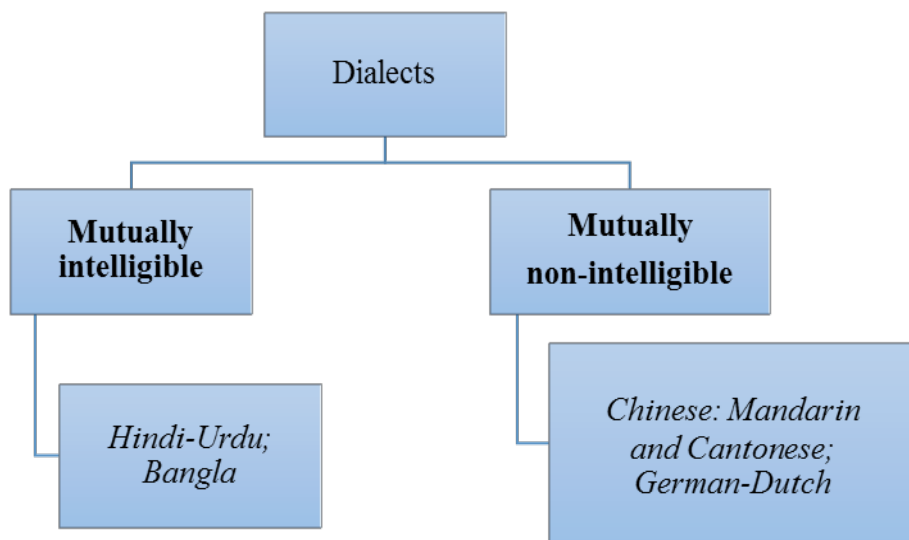 Dialects
Mutually
intelligible
Mutually
non-intelligible
Hindi-Urdu;
Bangla
Chinese: Mandarin
and Cantonese;
German-Dutch